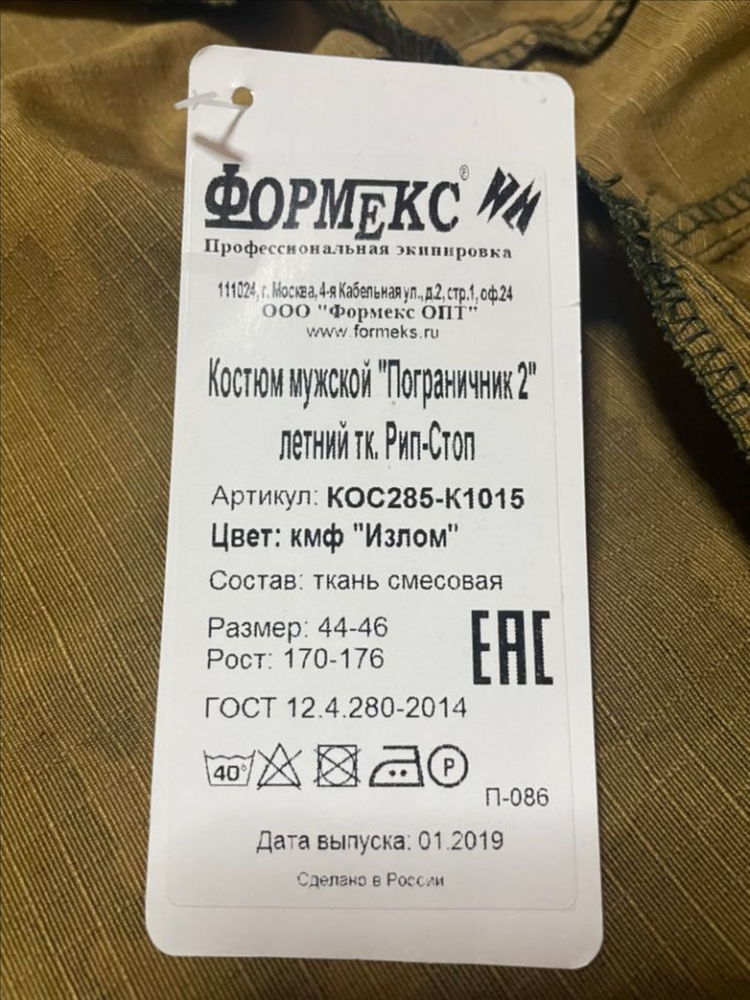 ФОРМЕКС®
Профессиональная экипировка
111024, г. Москва, 4-я Кабельная ул., д.2, стр.1, оф.24
ООО "Формекс ОПТ"
www.formeks.ru
Костюм мужской "Пограничник 2"
летний тк. Рип-Стоп
Артикул: КОС285-К1015
Цвет: кмф "Излом"
Состав: ткань смесовая
Размер: 44-46
Рост: 170-176
ЕАС
ГОСТ 12.4.280-2014
40°
P
П-086
Дата выпуска: 01.2019
Сделано в России